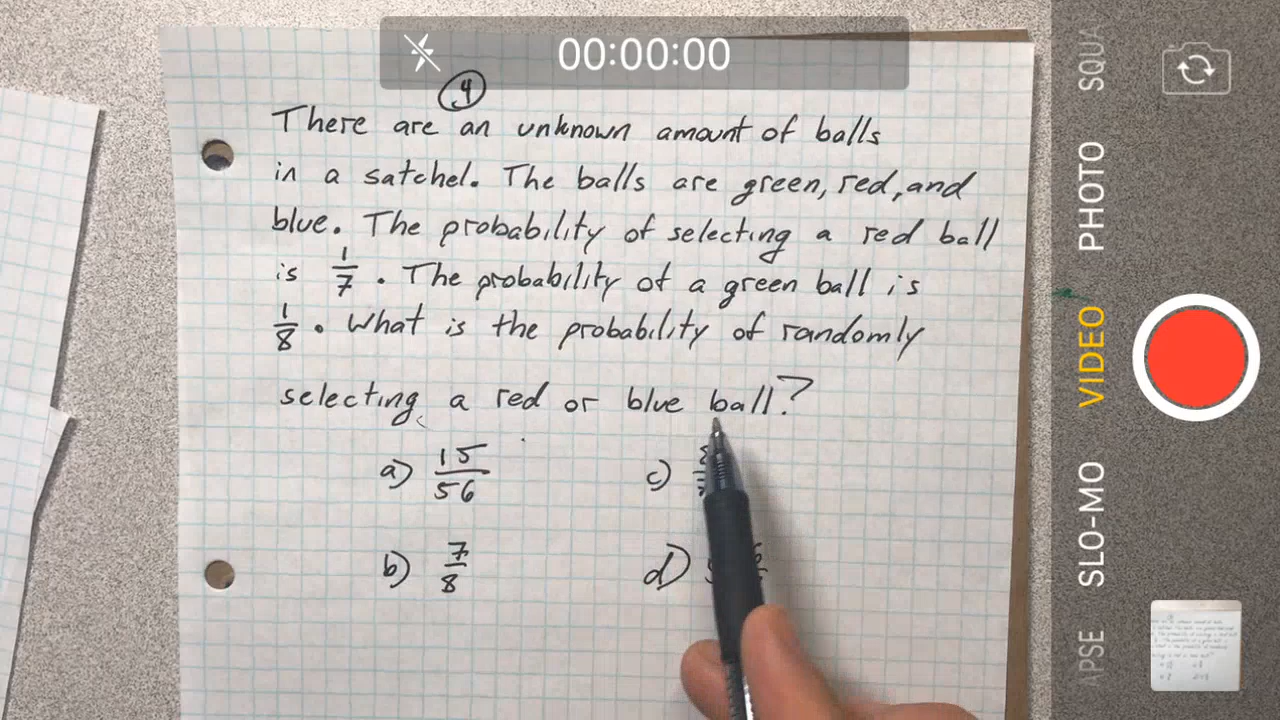 00:00:00
4
There are an unknown amount of balls
in a satchel. The balls are green, red, and
blue. The probability of selecting a red ball
is 1/7. The probability of a green ball is
1/8. What is the probability of randomly
selecting a red or blue ball?
a) 15/56
c)
b) 7/8
d)
SQUA
PHOTO
VIDEO
SLO-MO
APSE